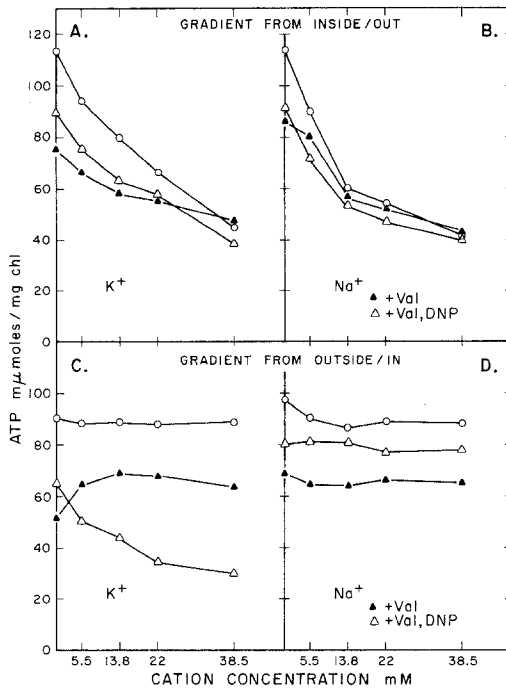 A. GRADIENT FROM INSIDE/OUT B.
120
100
80
60
40
20
0
K+
Na+
▲ +Val
△ +Val, DNP
C. GRADIENT FROM OUTSIDE/IN D.
100
80
60
40
20
0
K+
Na+
▲ +Val
△ +Val, DNP
ATP mμmoles/mg chl
5.5 13.8 22 38.5 5.5 13.8 22 38.5
CATION CONCENTRATION mM